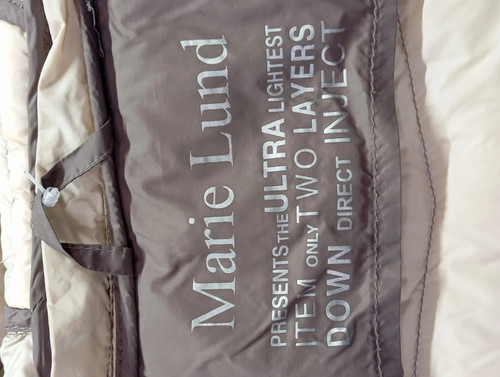 Marie Lund
PRESENTS THE ULTRA LIGHTEST
ITEM ONLY TWO LAYERS
DOWN DIRECT INJECT